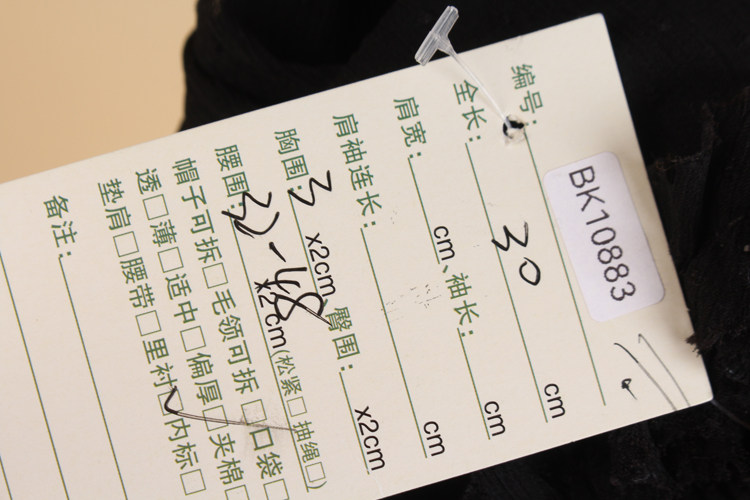 编号: BK10883
全长: 30 cm
肩宽: cm、袖长: cm
肩袖连长: cm
胸围: x2cm、臀围: x2cm
腰围: 32-48 x2cm(松紧□ 抽绳□)
帽子可拆□ 毛领可拆□ 口袋□
透□ 薄□ 适中□ 偏厚□ 夹棉□
垫肩□ 腰带□ 里衬□ 内标□
备注: